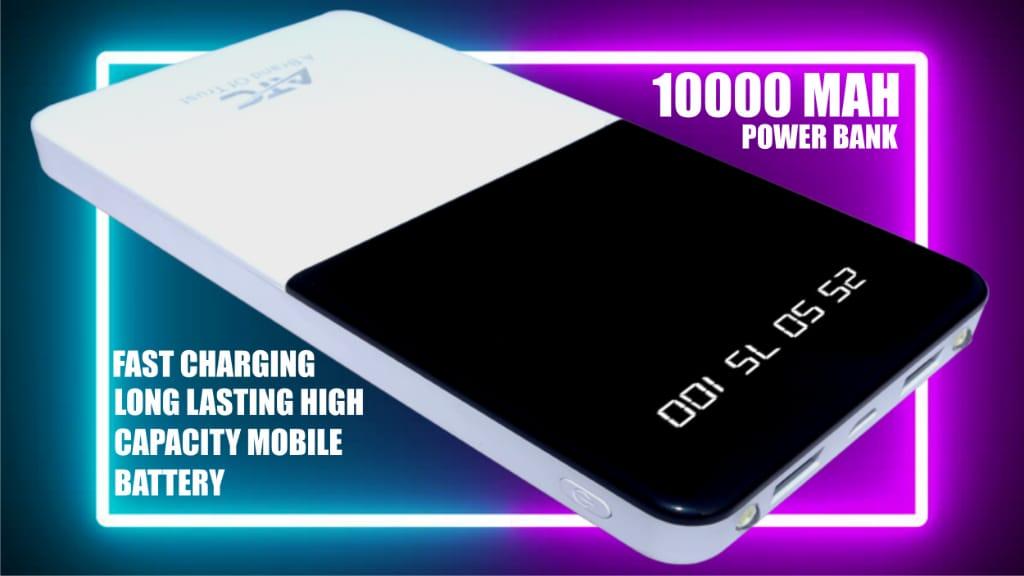 ATC
A Brand Of Trust
10000 MAH
POWER BANK
25 50 75 100
FAST CHARGING
LONG LASTING HIGH
CAPACITY MOBILE
BATTERY